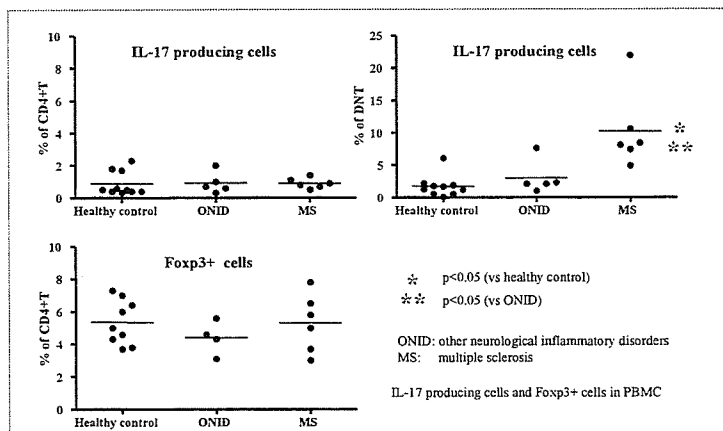 IL-17 producing cells
% of CD4+T
10
8
6
4
2
0
Healthy control ONID MS
IL-17 producing cells
% of DNT
25
20
15
10
5
0
Healthy control ONID MS
*
**
Foxp3+ cells
% of CD4+T
10
8
6
4
2
0
Healthy control ONID MS
* p<0.05 (vs healthy control)
** p<0.05 (vs ONID)
ONID: other neurological inflammatory disorders
MS: multiple sclerosis
IL-17 producing cells and Foxp3+ cells in PBMC